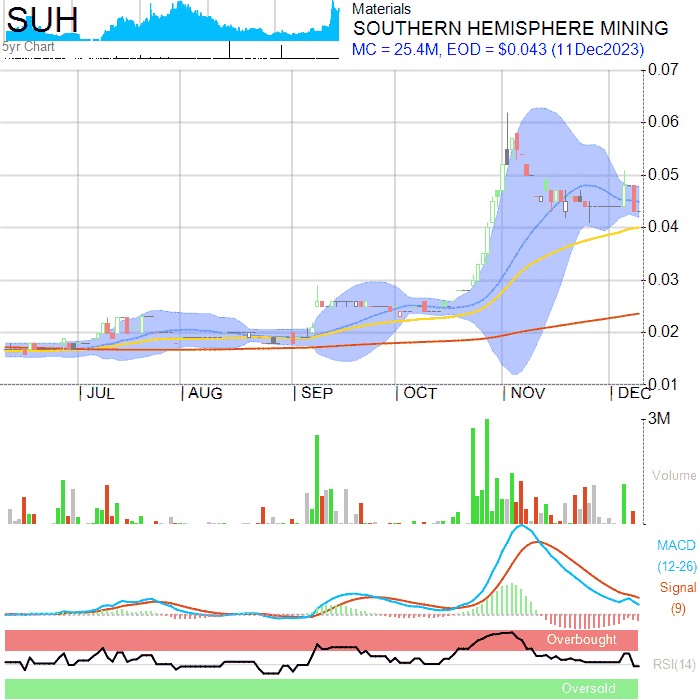 SUH
5yr Chart
Materials
SOUTHERN HEMISPHERE MINING
MC = 25.4M, EOD = $0.043 (11Dec2023)
0.07
0.06
0.05
0.04
0.03
0.02
0.01
JUL AUG SEP OCT NOV DEC
3M
Volume
MACD
(12-26)
Signal
(9)
Overbought
RSI(14)
Oversold